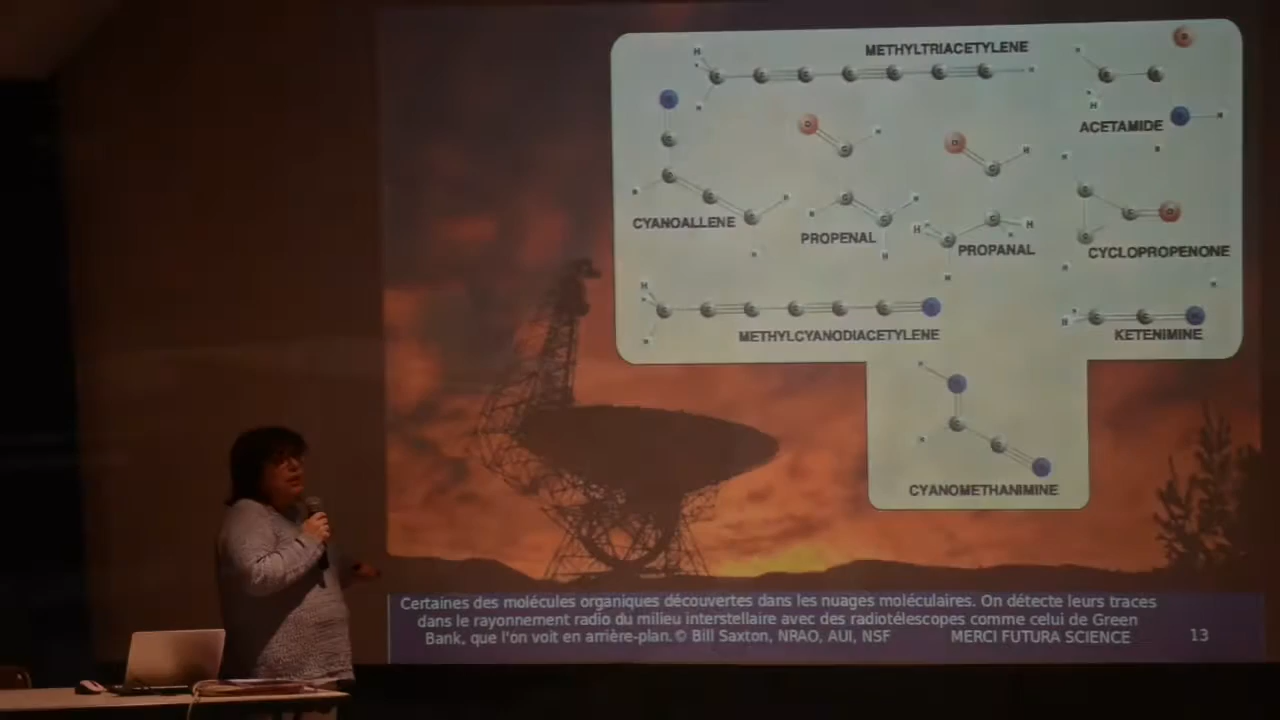 METHYLTRIACETYLENE
ACETAMIDE
CYANOALLENE
PROPENAL
PROPANAL
CYCLOPROPENONE
METHYLCYANODIACETYLENE
KETENIMINE
CYANOMETHANIMINE
Certaines des molécules organiques découvertes dans les nuages moléculaires. On détecte leurs traces
dans le rayonnement radio du milieu interstellaire avec des radiotélescopes comme celui de Green
Bank, que l'on voit en arrière-plan.© Bill Saxton, NRAO, AUI, NSF MERCI FUTURA SCIENCE 13